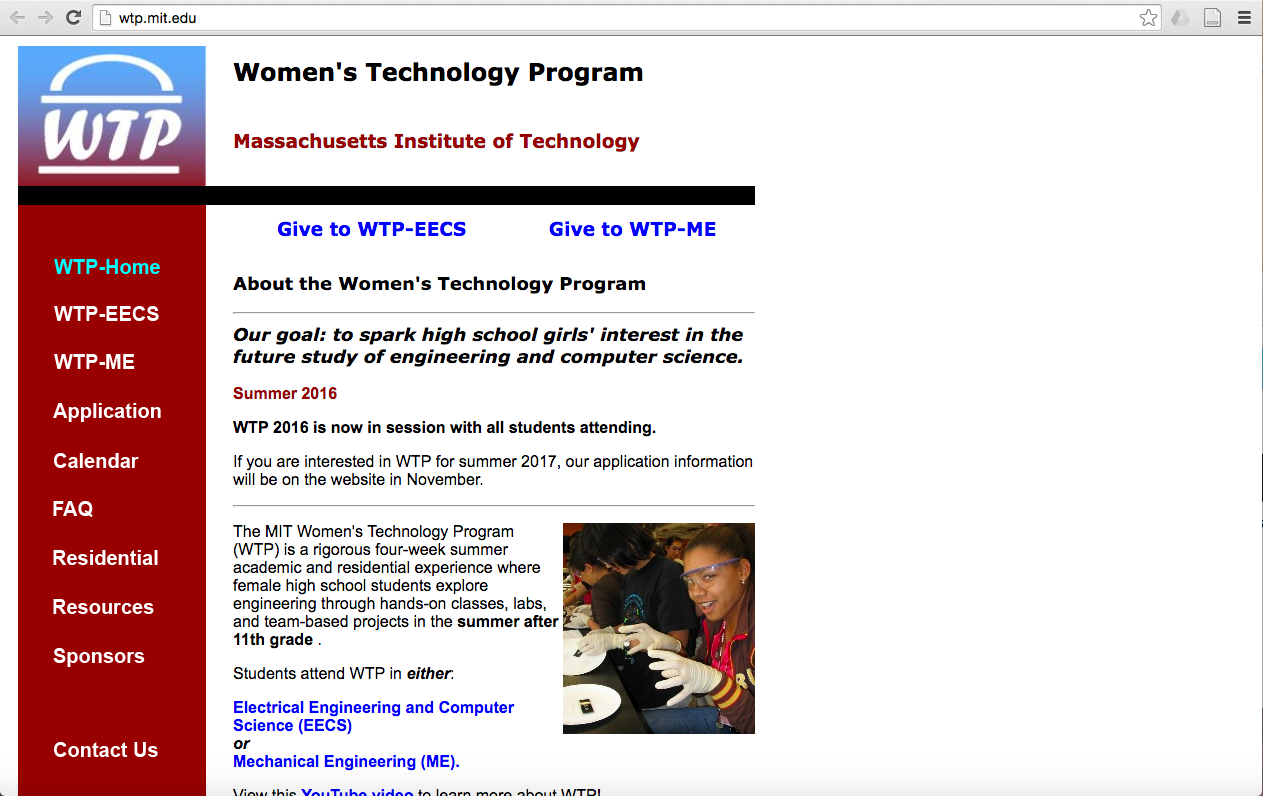 wtp.mit.edu
WTP
Women's Technology Program
Massachusetts Institute of Technology
Give to WTP-EECS
Give to WTP-ME
WTP-Home
WTP-EECS
WTP-ME
Application
Calendar
FAQ
Residential
Resources
Sponsors
Contact Us
About the Women's Technology Program
Our goal: to spark high school girls' interest in the
future study of engineering and computer science.
Summer 2016
WTP 2016 is now in session with all students attending.
If you are interested in WTP for summer 2017, our application information
will be on the website in November.
The MIT Women's Technology Program
(WTP) is a rigorous four-week summer
academic and residential experience where
female high school students explore
engineering through hands-on classes, labs,
and team-based projects in the summer after
11th grade .
Students attend WTP in either:
Electrical Engineering and Computer
Science (EECS)
or
Mechanical Engineering (ME).
View this YouTube video to learn more about WTP!